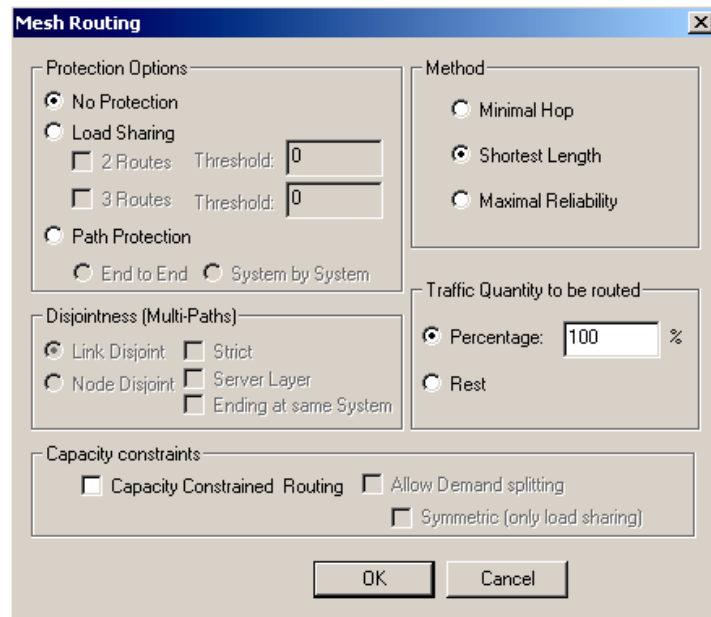 Mesh Routing
Protection Options
No Protection
Load Sharing
2 Routes Threshold: 0
3 Routes Threshold: 0
Path Protection
End to End System by System
Disjointness (Multi-Paths)
Link Disjoint Strict
Node Disjoint Server Layer
Ending at same System
Method
Minimal Hop
Shortest Length
Maximal Reliability
Traffic Quantity to be routed
Percentage: 100 %
Rest
Capacity constraints
Capacity Constrained Routing Allow Demand splitting
Symmetric (only load sharing)
OK Cancel